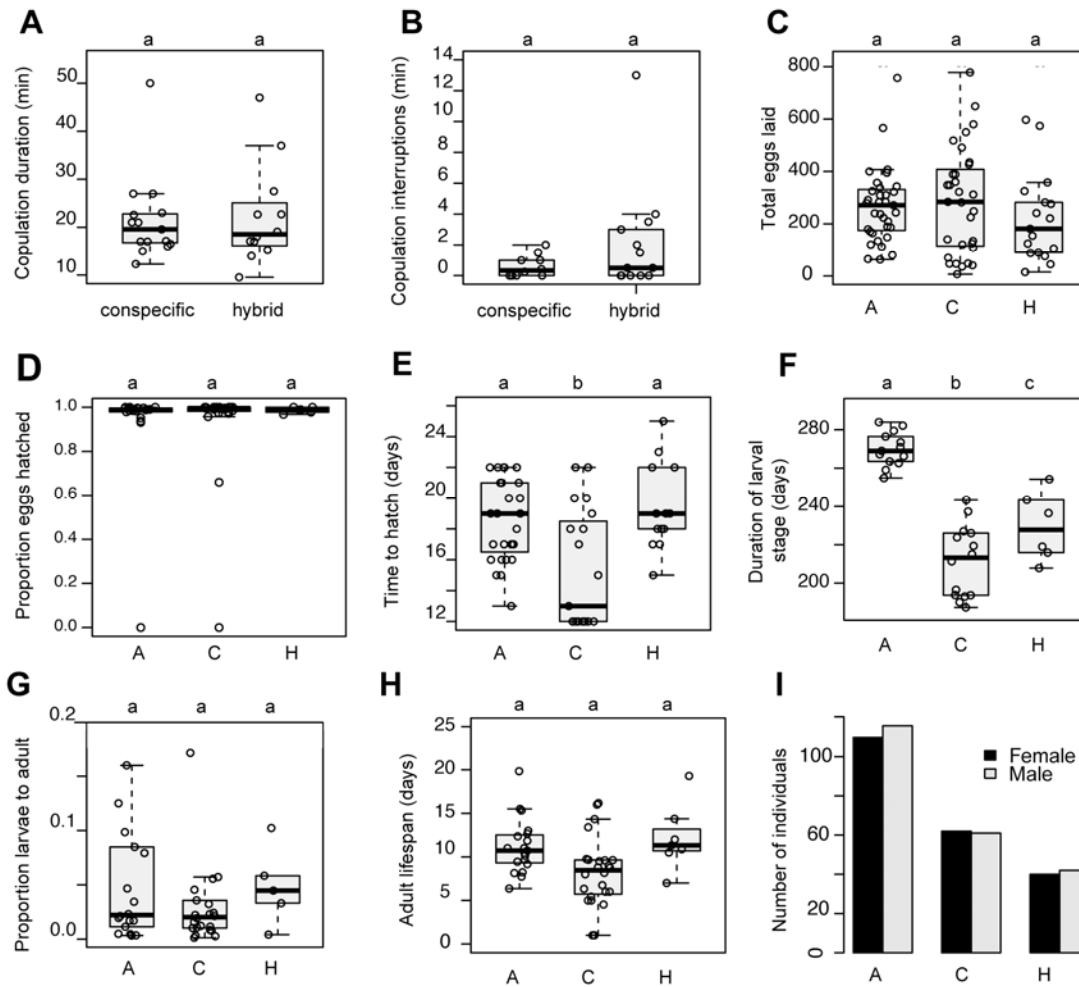 A
a a
Copulation duration (min)
50
40
30
20
10
conspecific hybrid
B
a a
Copulation interruptions (min)
14
12
10
8
6
4
2
0
conspecific hybrid
C
a a a
Total eggs laid
800
600
400
200
0
A C H
D
a a a
Proportion eggs hatched
1.0
0.8
0.6
0.4
0.2
0.0
A C H
E
a b a
Time to hatch (days)
24
20
16
12
A C H
F
a b c
Duration of larval
stage (days)
280
240
200
A C H
G
a a a
Proportion larvae to adult
0.2
0.1
0.0
A C H
H
a a a
Adult lifespan (days)
25
20
15
10
5
0
A C H
I
Number of individuals
100
60
20
0
Female
Male
A C H